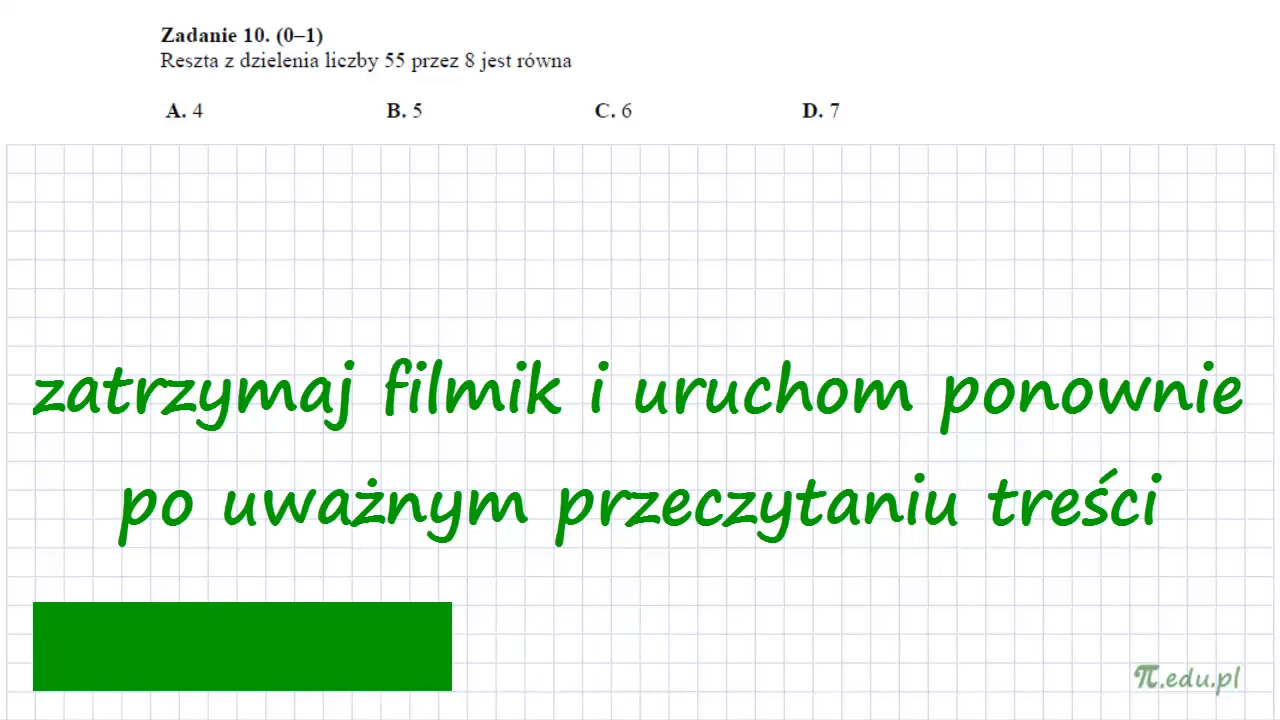 Zadanie 10. (0–1)
Reszta z dzielenia liczby 55 przez 8 jest równa
A. 4 B. 5 C. 6 D. 7
zatrzymaj filmik i uruchom ponownie
po uważnym przeczytaniu treści
π.edu.pl